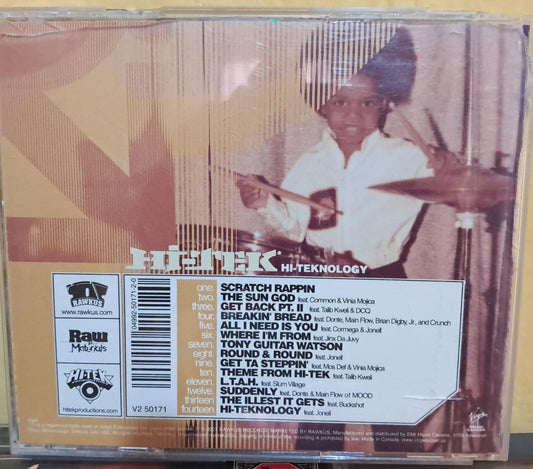 Hi-TEK HI-TEKNOLOGY
RAWKUS
www.rawkus.com
Raw
Materials
HI-TEK
hitekproductions.com
04992-50171-2-0
V2 50171
one. SCRATCH RAPPIN
two. THE SUN GOD feat. Common & Vinia Mojica
three. GET BACK PT. II feat. Talib Kweli & DCQ
four. BREAKIN' BREAD feat. Donte, Main Flow, Brian Digby, Jr., and Crunch
five. ALL I NEED IS YOU feat. Cormega & Jonell
six. WHERE I'M FROM feat. Jinx Da Juvy
seven. TONY GUITAR WATSON
eight. ROUND & ROUND feat. Jonell
nine. GET TA STEPPIN' feat. Mos Def & Vinia Mojica
ten. THEME FROM HI-TEK feat. Talib Kweli
eleven. L.T.A.H. feat. Slum Village
twelve. SUDDENLY feat. Donte & Main Flow of MOOD
thirteen THE ILLEST IT GETS feat. Buckshot
fourteen HI-TEKNOLOGY feat. Jonell
Virgin